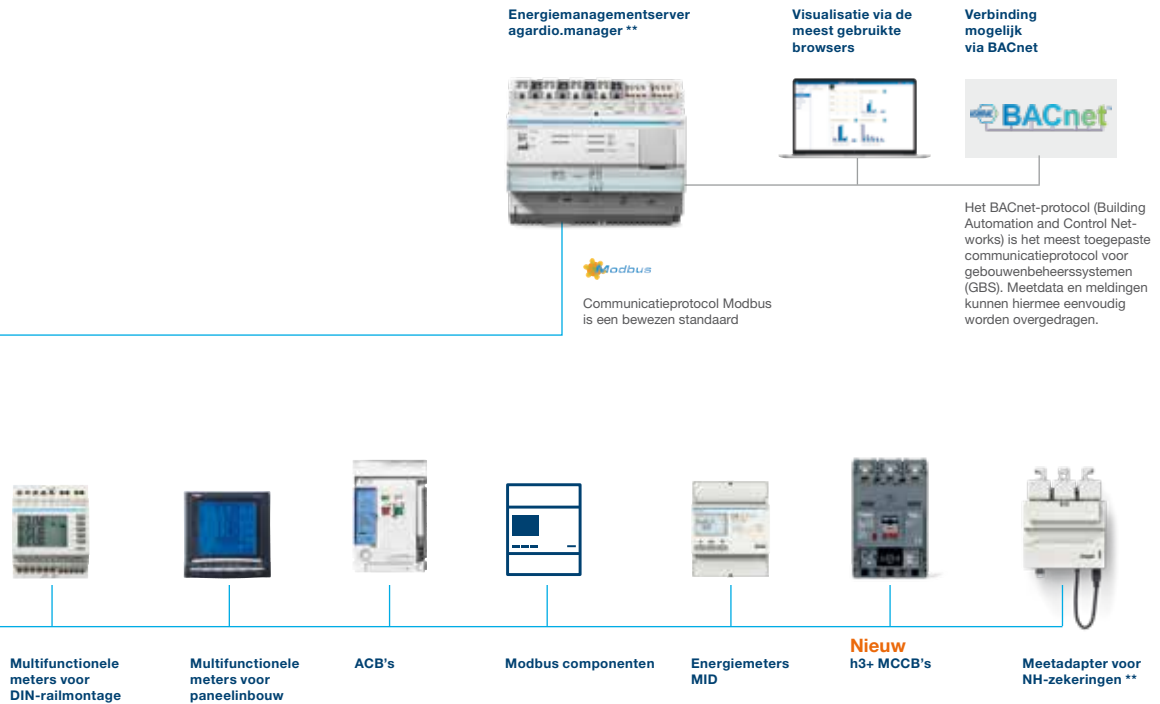 Energiemanagementserver
agardio.manager **
Visualisatie via de
meest gebruikte
browsers
Verbinding
mogelijk
via BACnet
BACnet™
Het BACnet-protocol (Building
Automation and Control Net-
works) is het meest toegepaste
communicatieprotocol voor
gebouwenbeheerssystemen
(GBS). Meetdata en meldingen
kunnen hiermee eenvoudig
worden overgedragen.
Modbus
Communicatieprotocol Modbus
is een bewezen standaard
Multifunctionele
meters voor
DIN-railmontage
Multifunctionele
meters voor
paneelinbouw
ACB's
Modbus componenten
Energiemeters
MID
Nieuw
h3+ MCCB's
Meetadapter voor
NH-zekeringen **